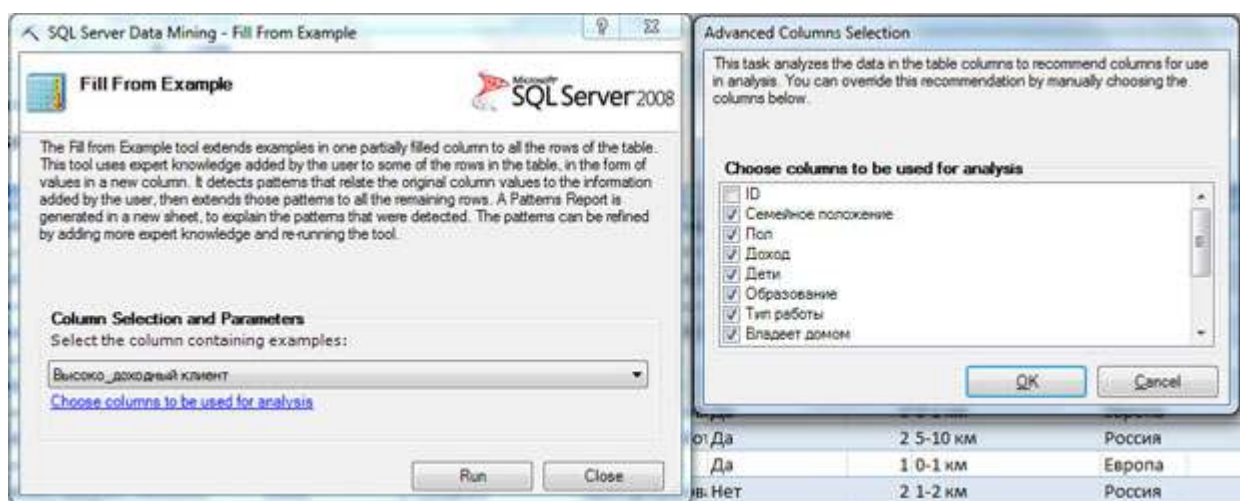 SQL Server Data Mining - Fill From Example
Fill From Example
Microsoft
SQL Server 2008
The Fill from Example tool extends examples in one partially filled column to all the rows of the table.
This tool uses expert knowledge added by the user to some of the rows in the table, in the form of
values in a new column. It detects patterns that relate the original column values to the information
added by the user, then extends those patterns to all the remaining rows. A Patterns Report is
generated in a new sheet, to explain the patterns that were detected. The patterns can be refined
by adding more expert knowledge and re-running the tool.
Column Selection and Parameters
Select the column containing examples:
Высоко_доходный клиент
Choose columns to be used for analysis
Run
Close
Advanced Columns Selection
This task analyzes the data in the table columns to recommend columns for use
in analysis. You can override this recommendation by manually choosing the
columns below.
Choose columns to be used for analysis
ID
Семейное положение
Пол
Доход
Дети
Образование
Тип работы
Владеет домом
OK
Cancel
Да 2 5-10 км Россия
Да 1 0-1 км Европа
Нет 2 1-2 км Россия